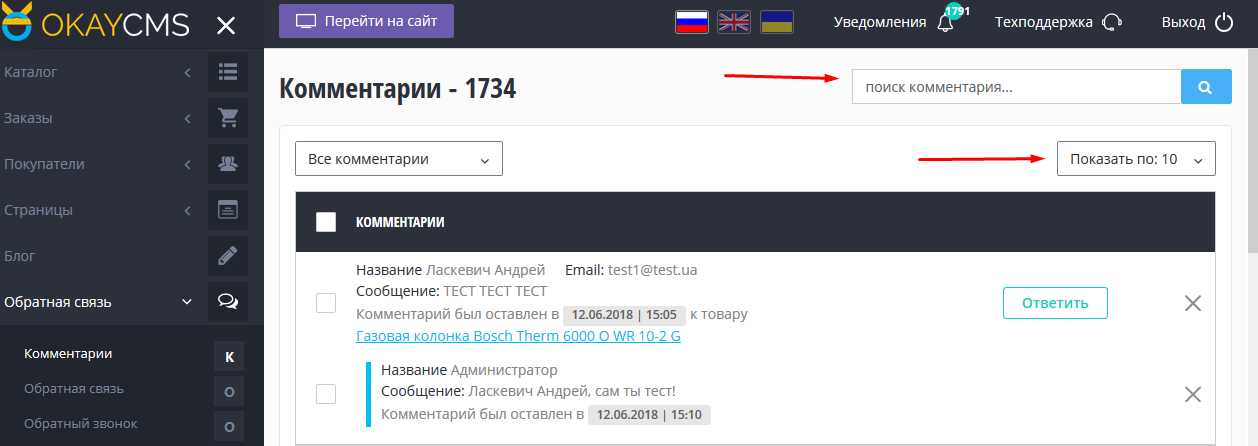 OKAYCMS
Перейти на сайт
Уведомления 1791
Техподдержка
Выход
Каталог
Заказы
Покупатели
Страницы
Блог
Обратная связь
Комментарии K
Обратная связь О
Обратный звонок О
Комментарии - 1734
поиск комментария...
Все комментарии
Показать по: 10
КОММЕНТАРИИ
Название Ласкевич Андрей Email: test1@test.ua
Сообщение: ТЕСТ ТЕСТ ТЕСТ
Комментарий был оставлен в 12.06.2018 | 15:05 к товару
Газовая колонка Bosch Therm 6000 O WR 10-2 G
Ответить
Название Администратор
Сообщение: Ласкевич Андрей, сам ты тест!
Комментарий был оставлен в 12.06.2018 | 15:10